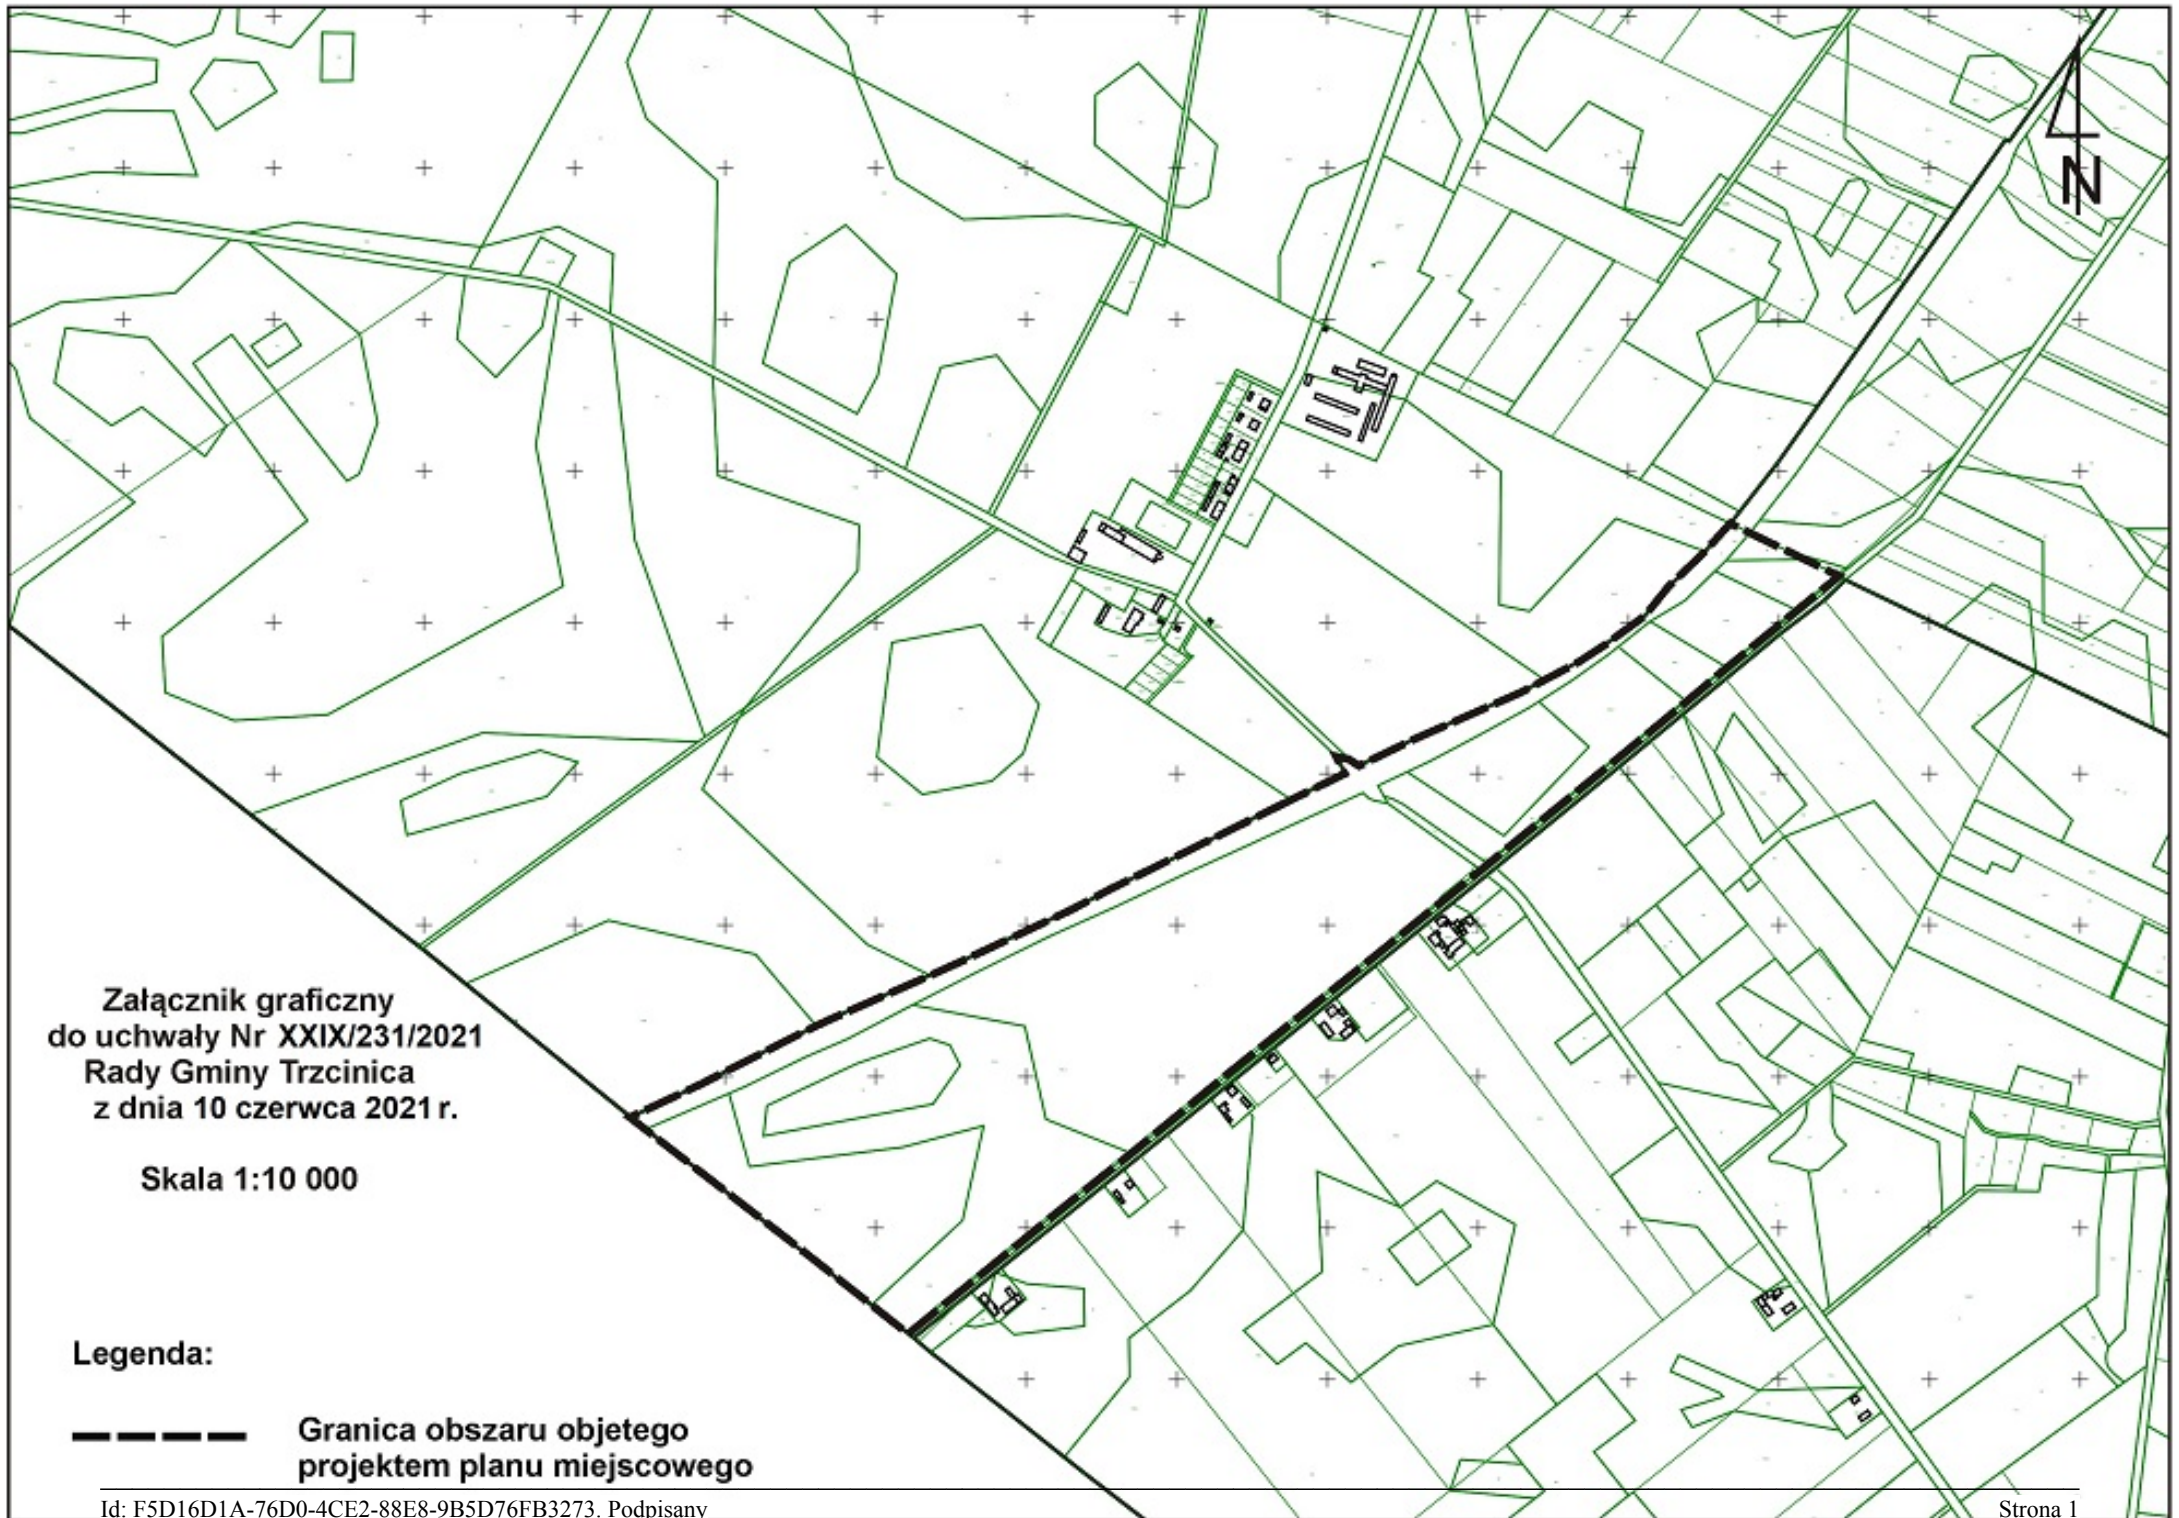 N
Załącznik graficzny
do uchwały Nr XXIX/231/2021
Rady Gminy Trzcinica
z dnia 10 czerwca 2021 r.
Skala 1:10 000
Legenda:
Granica obszaru objetego
projektem planu miejscowego
Id: F5D16D1A-76D0-4CE2-88E8-9B5D76FB3273. Podpisany
Strona 1